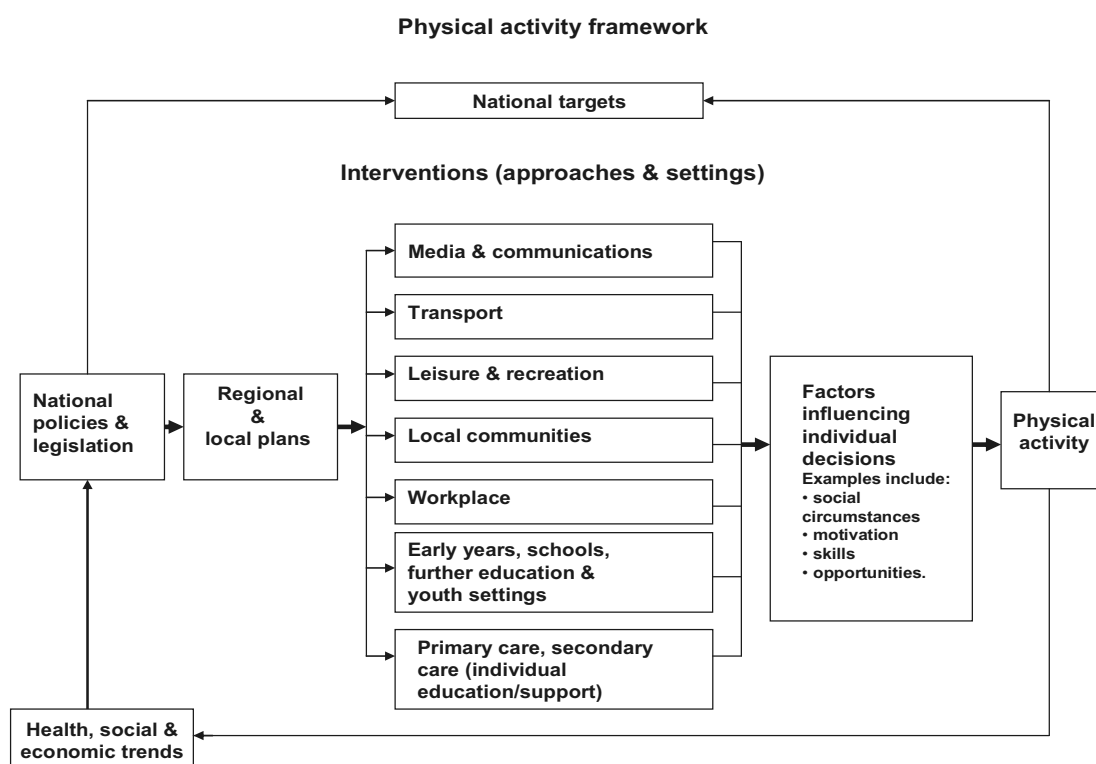 Physical activity framework
National targets
Interventions (approaches & settings)
Media & communications
Transport
Leisure & recreation
Local communities
Workplace
Early years, schools,
further education &
youth settings
Primary care, secondary
care (individual
education/support)
National
policies &
legislation
Regional
&
local plans
Factors
influencing
individual
decisions
Examples include:
• social
circumstances
• motivation
• skills
• opportunities.
Physical
activity
Health, social &
economic trends